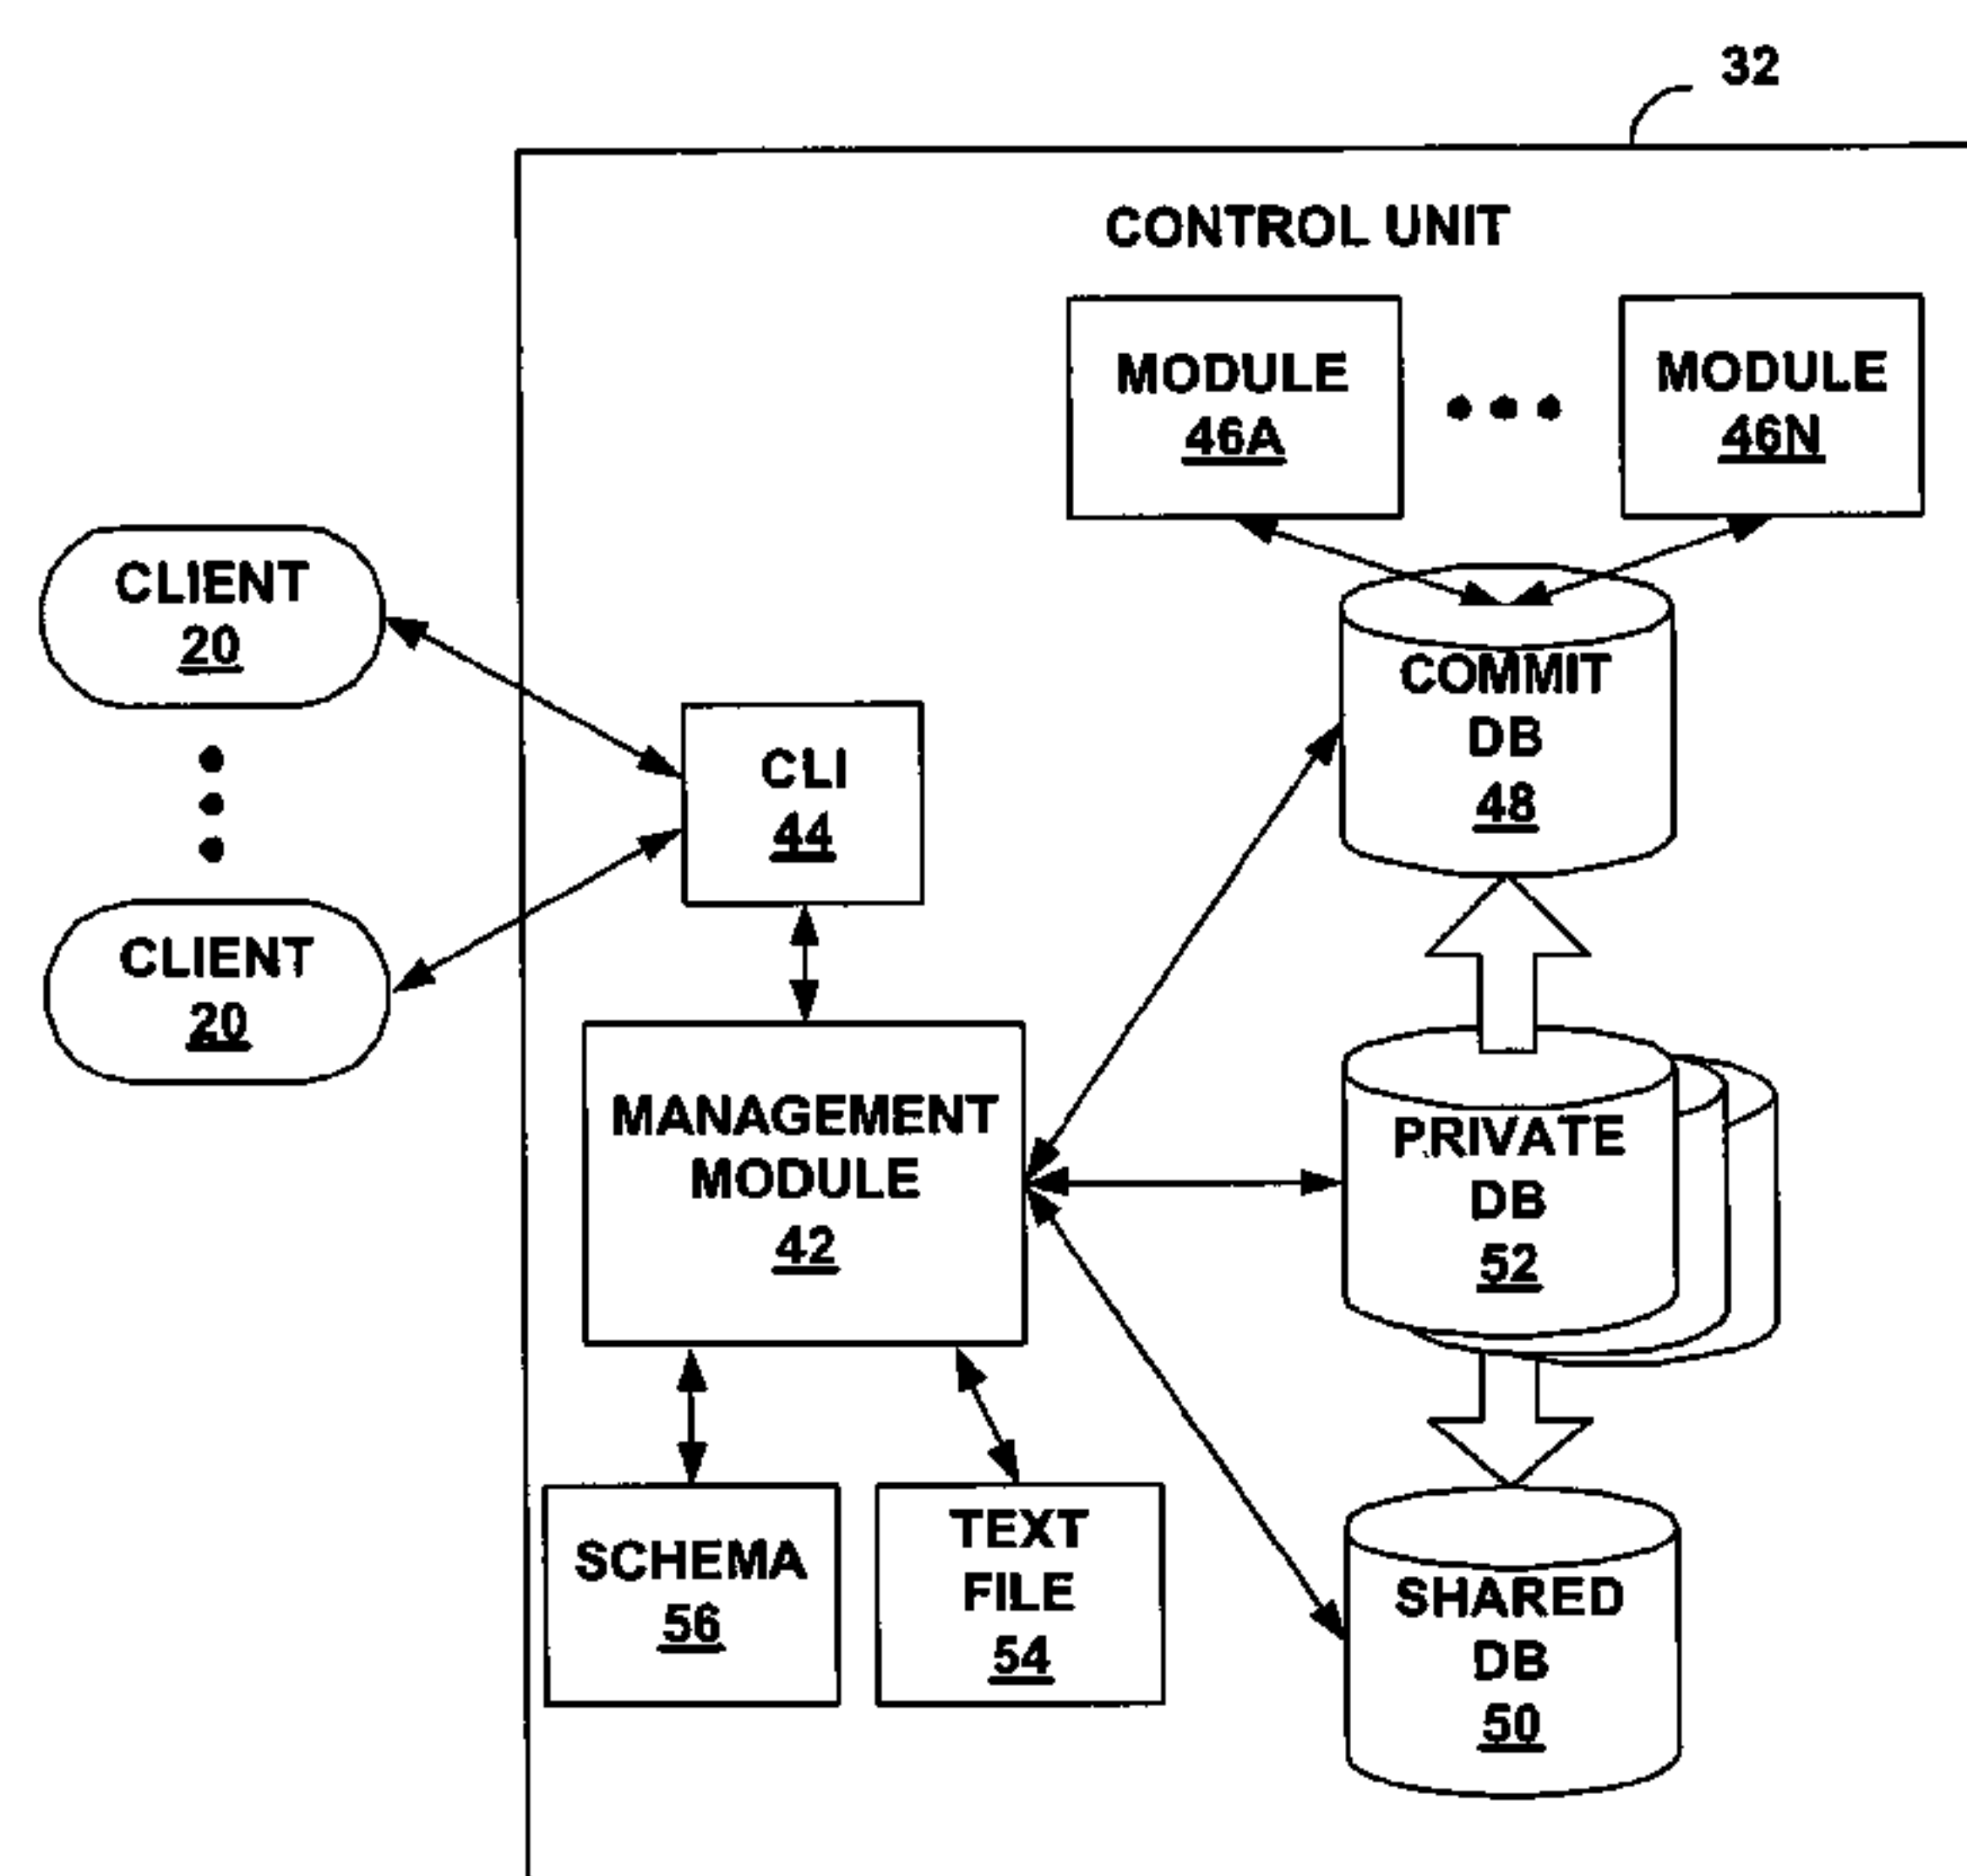 32
CONTROL UNIT
MODULE
46A
MODULE
46N
CLIENT
20
CLI
44
COMMIT
DB
48
CLIENT
20
MANAGEMENT
MODULE
42
PRIVATE
DB
52
SCHEMA
56
TEXT
FILE
54
SHARED
DB
50